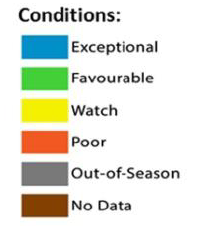 Conditions:
Exceptional
Favourable
Watch
Poor
Out-of-Season
No Data